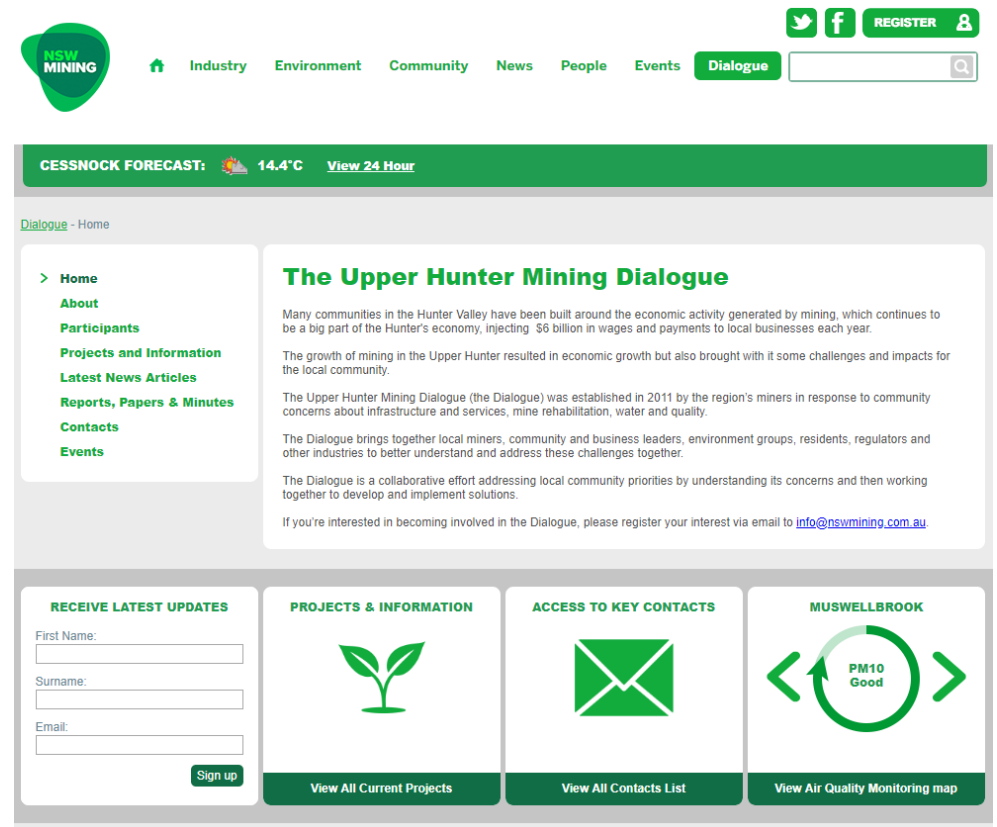 REGISTER
NSW
MINING
Industry Environment Community News People Events Dialogue
CESSNOCK FORECAST: 14.4°C View 24 Hour
Dialogue - Home
> Home
About
Participants
Projects and Information
Latest News Articles
Reports, Papers & Minutes
Contacts
Events
The Upper Hunter Mining Dialogue
Many communities in the Hunter Valley have been built around the economic activity generated by mining, which continues to
be a big part of the Hunter's economy, injecting $6 billion in wages and payments to local businesses each year.
The growth of mining in the Upper Hunter resulted in economic growth but also brought with it some challenges and impacts for
the local community.
The Upper Hunter Mining Dialogue (the Dialogue) was established in 2011 by the region's miners in response to community
concerns about infrastructure and services, mine rehabilitation, water and quality.
The Dialogue brings together local miners, community and business leaders, environment groups, residents, regulators and
other industries to better understand and address these challenges together.
The Dialogue is a collaborative effort addressing local community priorities by understanding its concerns and then working
together to develop and implement solutions.
If you're interested in becoming involved in the Dialogue, please register your interest via email to info@nswmining.com.au.
RECEIVE LATEST UPDATES
First Name:
Surname:
Email:
Sign up
PROJECTS & INFORMATION
View All Current Projects
ACCESS TO KEY CONTACTS
View All Contacts List
MUSWELLBROOK
PM10
Good
View Air Quality Monitoring map